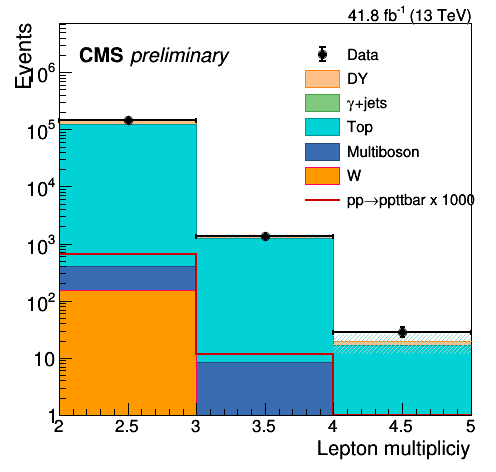 41.8 fb⁻¹ (13 TeV)
Events
CMS preliminary
Data
DY
γ+jets
Top
Multiboson
W
pp→ppttbar x 1000
10⁶
10⁵
10⁴
10³
10²
10
1
2 2.5 3 3.5 4 4.5 5
Lepton multipliciy